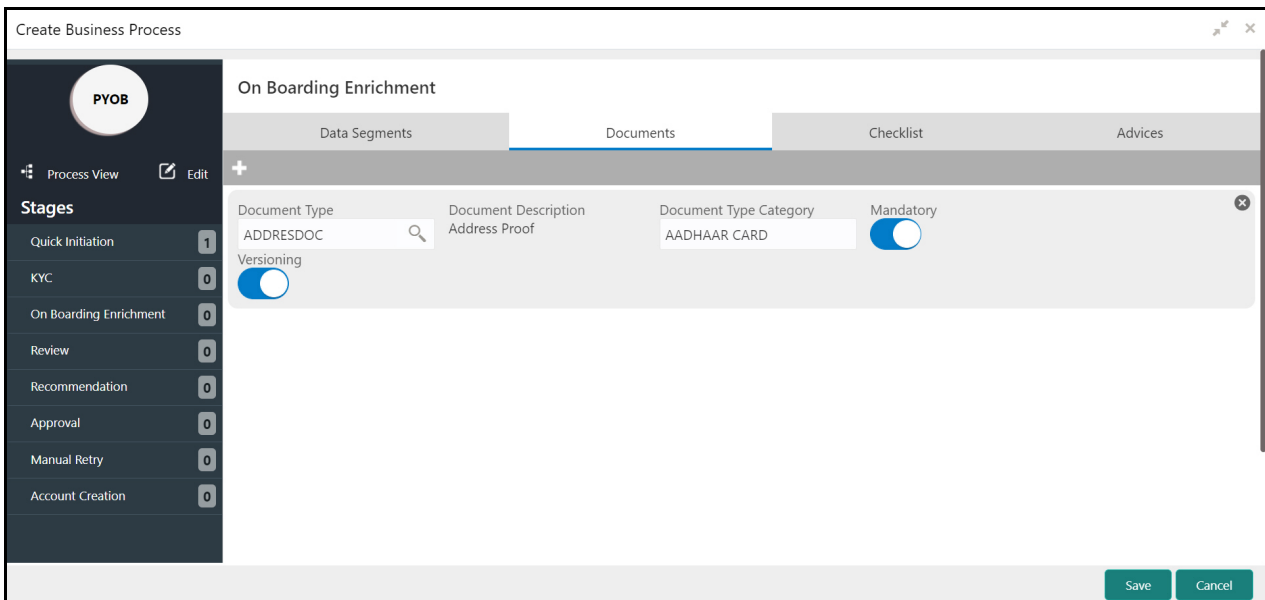 Create Business Process
PYOB
Process View Edit
Stages
Quick Initiation 1
KYC 0
On Boarding Enrichment 0
Review 0
Recommendation 0
Approval 0
Manual Retry 0
Account Creation 0
On Boarding Enrichment
Data Segments Documents Checklist Advices
Document Type Document Description Document Type Category Mandatory
ADDRESDOC Address Proof AADHAAR CARD
Versioning
Save Cancel